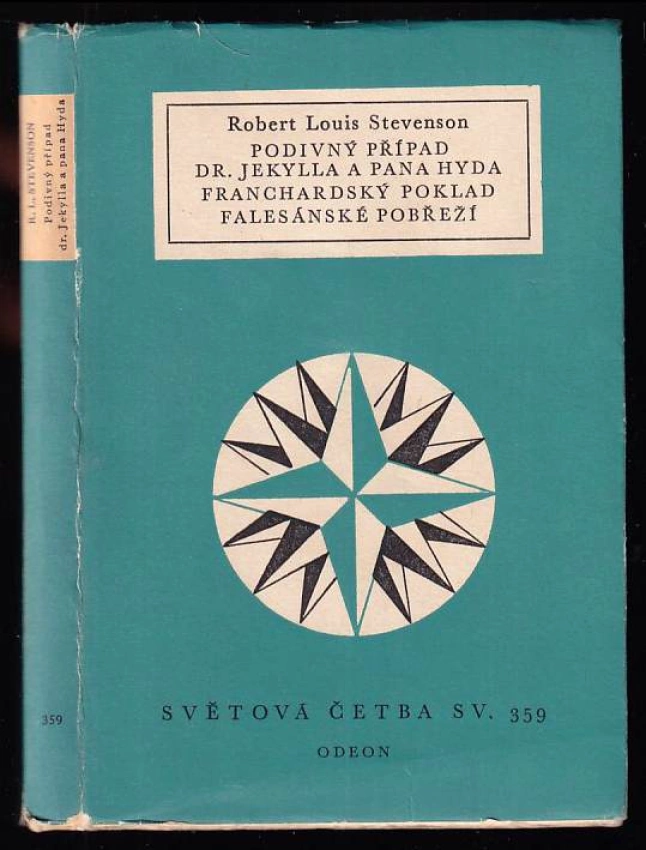 R. L. STEVENSON
Podivný případ
dr. Jekylla a pana Hyda
359
Robert Louis Stevenson
PODIVNÝ PŘÍPAD
DR. JEKYLLA A PANA HYDA
FRANCHARDSKÝ POKLAD
FALESÁNSKÉ POBŘEŽÍ
SVĚTOVÁ ČETBA SV. 359
ODEON